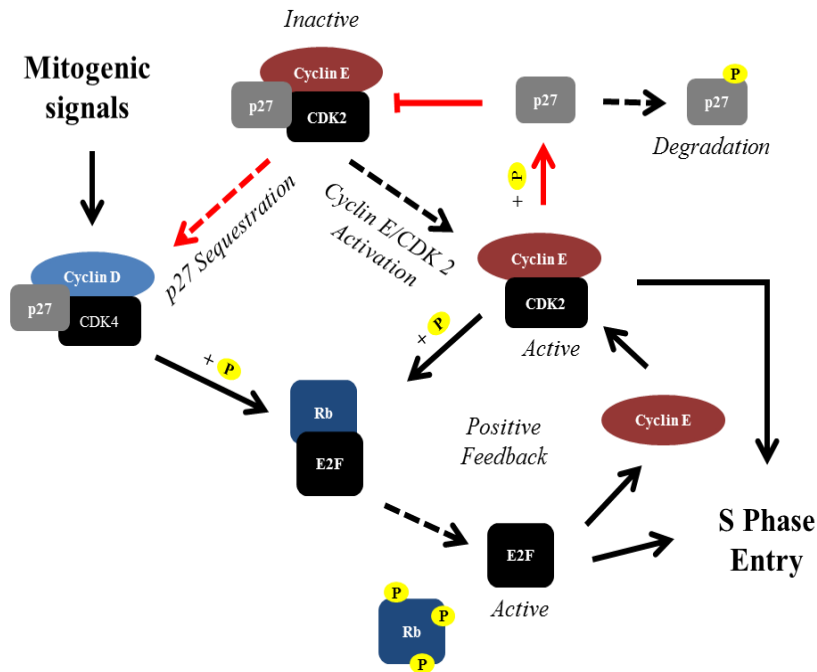 Inactive
Mitogenic
signals
Cyclin E
p27
CDK2
p27
P
p27
Degradation
+ P
p27 Sequestration
Cyclin E/CDK 2
Activation
Cyclin D
p27
CDK4
Cyclin E
CDK2
Active
+ P
+ P
Rb
E2F
Positive
Feedback
Cyclin E
S Phase
Entry
E2F
Active
P
P
Rb
P